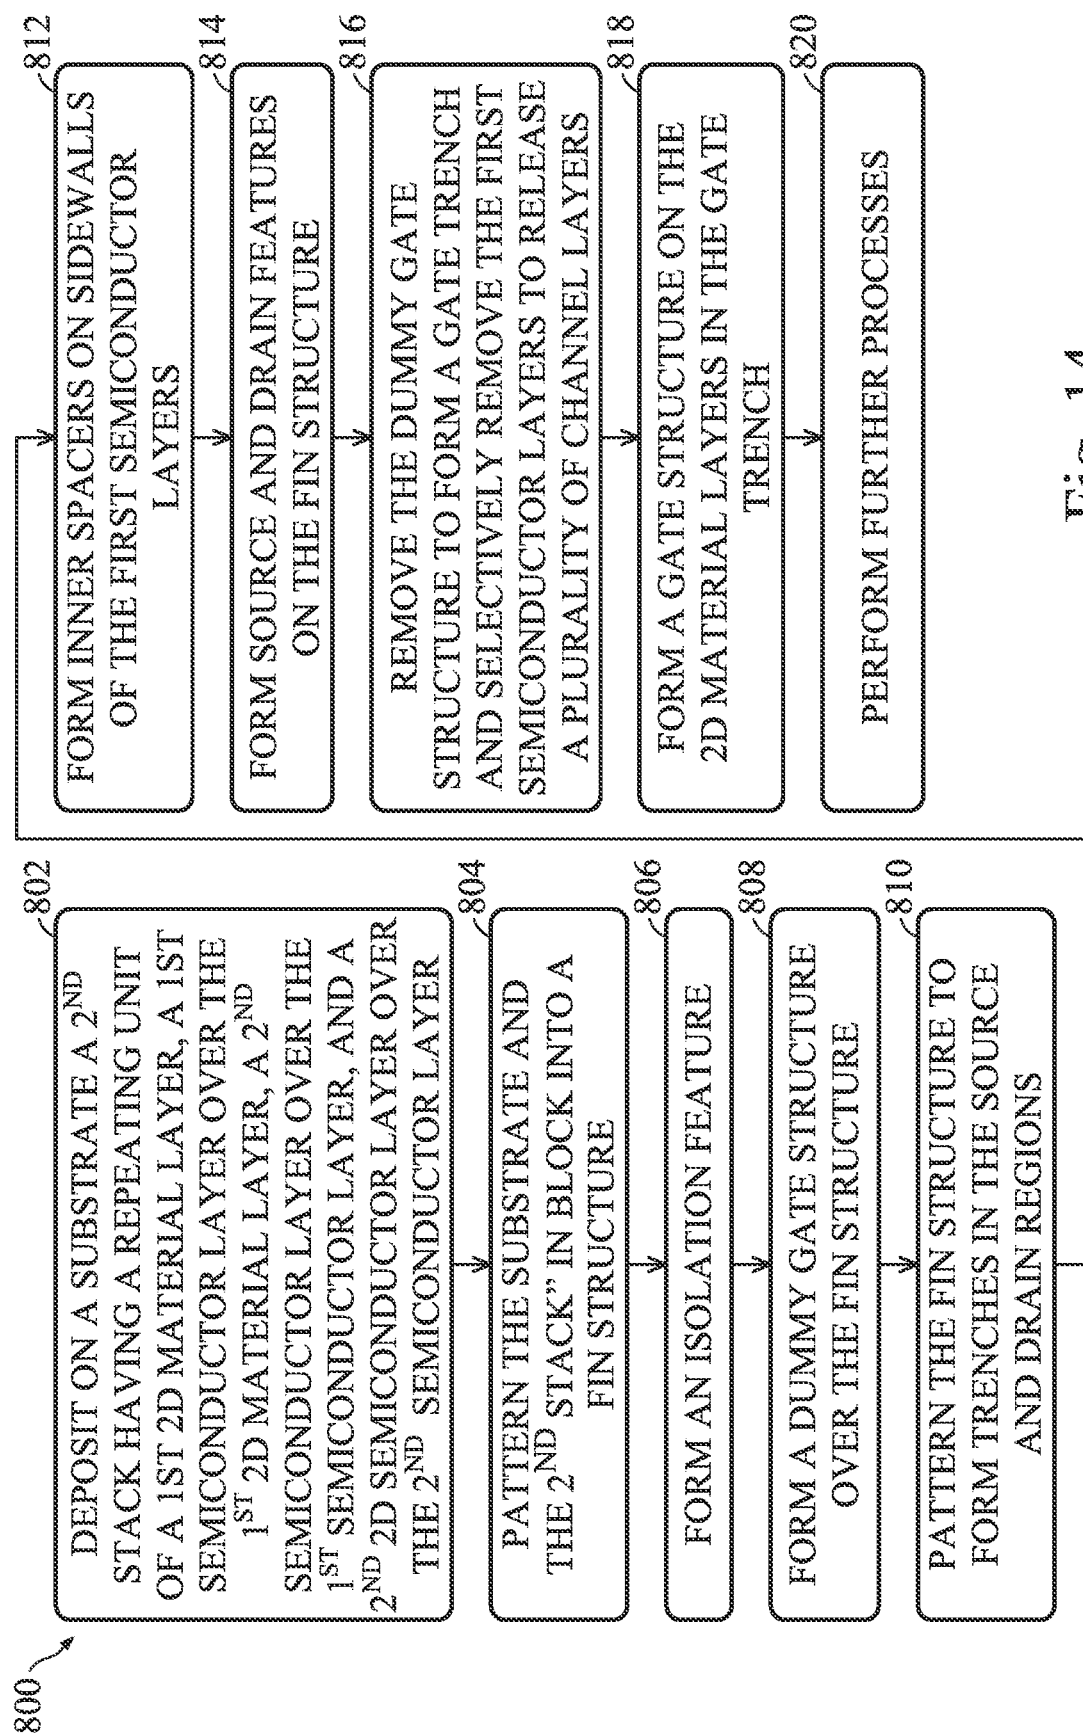 800
802
DEPOSIT ON A SUBSTRATE A 2ND
STACK HAVING A REPEATING UNIT
OF A 1ST 2D MATERIAL LAYER, A 1ST
SEMICONDUCTOR LAYER OVER THE
1ST 2D MATERIAL LAYER, A 2ND
SEMICONDUCTOR LAYER OVER THE
1ST SEMICONDUCTOR LAYER, AND A
2ND 2D SEMICONDUCTOR LAYER OVER
THE 2ND SEMICONDUCTOR LAYER
804
PATTERN THE SUBSTRATE AND
THE 2ND STACK” IN BLOCK INTO A
FIN STRUCTURE
806
FORM AN ISOLATION FEATURE
808
FORM A DUMMY GATE STRUCTURE
OVER THE FIN STRUCTURE
810
PATTERN THE FIN STRUCTURE TO
FORM TRENCHES IN THE SOURCE
AND DRAIN REGIONS
812
FORM INNER SPACERS ON SIDEWALLS
OF THE FIRST SEMICONDUCTOR
LAYERS
814
FORM SOURCE AND DRAIN FEATURES
ON THE FIN STRUCTURE
816
REMOVE THE DUMMY GATE
STRUCTURE TO FORM A GATE TRENCH
AND SELECTIVELY REMOVE THE FIRST
SEMICONDUCTOR LAYERS TO RELEASE
A PLURALITY OF CHANNEL LAYERS
818
FORM A GATE STRUCTURE ON THE
2D MATERIAL LAYERS IN THE GATE
TRENCH
820
PERFORM FURTHER PROCESSES